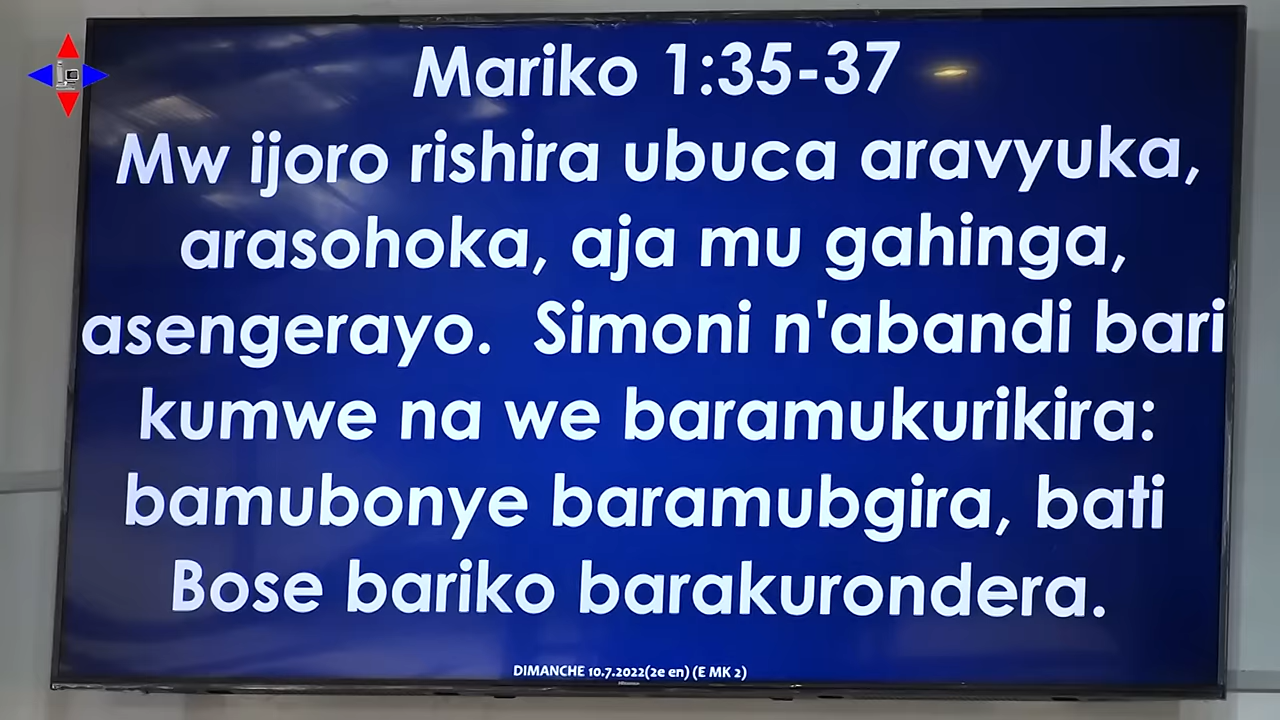 Mariko 1:35-37
Mw ijoro rishira ubuca aravyuka,
arasohoka, aja mu gahinga,
asengerayo.  Simoni n'abandi bari
kumwe na we baramukurikira:
bamubonye baramubgira, bati
Bose bariko barakurondera.
DIMANCHE 10.7.2022(2e en) (E MK 2)
Hisense